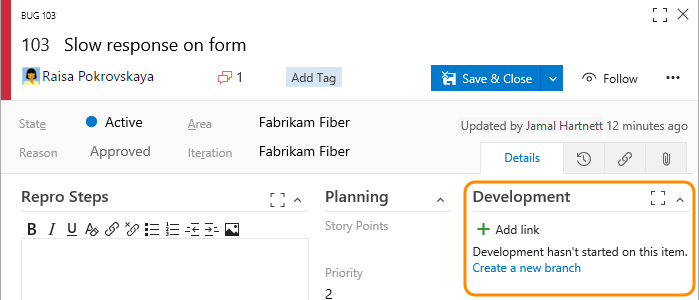 BUG 103
103 Slow response on form
Raisa Pokrovskaya 1 Add Tag Save & Close Follow
State Active Area Fabrikam Fiber Updated by Jamal Hartnett 12 minutes ago
Reason Approved Iteration Fabrikam Fiber
Details
Repro Steps Planning Development
B I U Story Points Add link
Development hasn't started on this item.
Priority Create a new branch
2